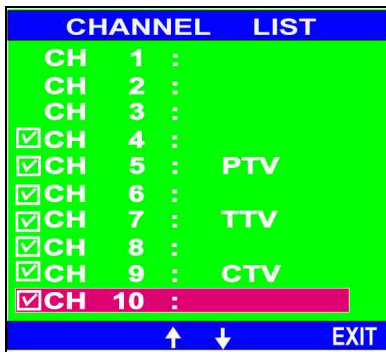 CHANNEL LIST
CH 1 :
CH 2 :
CH 3 :
☑CH 4 :
☑CH 5 : PTV
☑CH 6 :
☑CH 7 : TTV
☑CH 8 :
☑CH 9 : CTV
☑CH 10 :
↑ ↓ EXIT